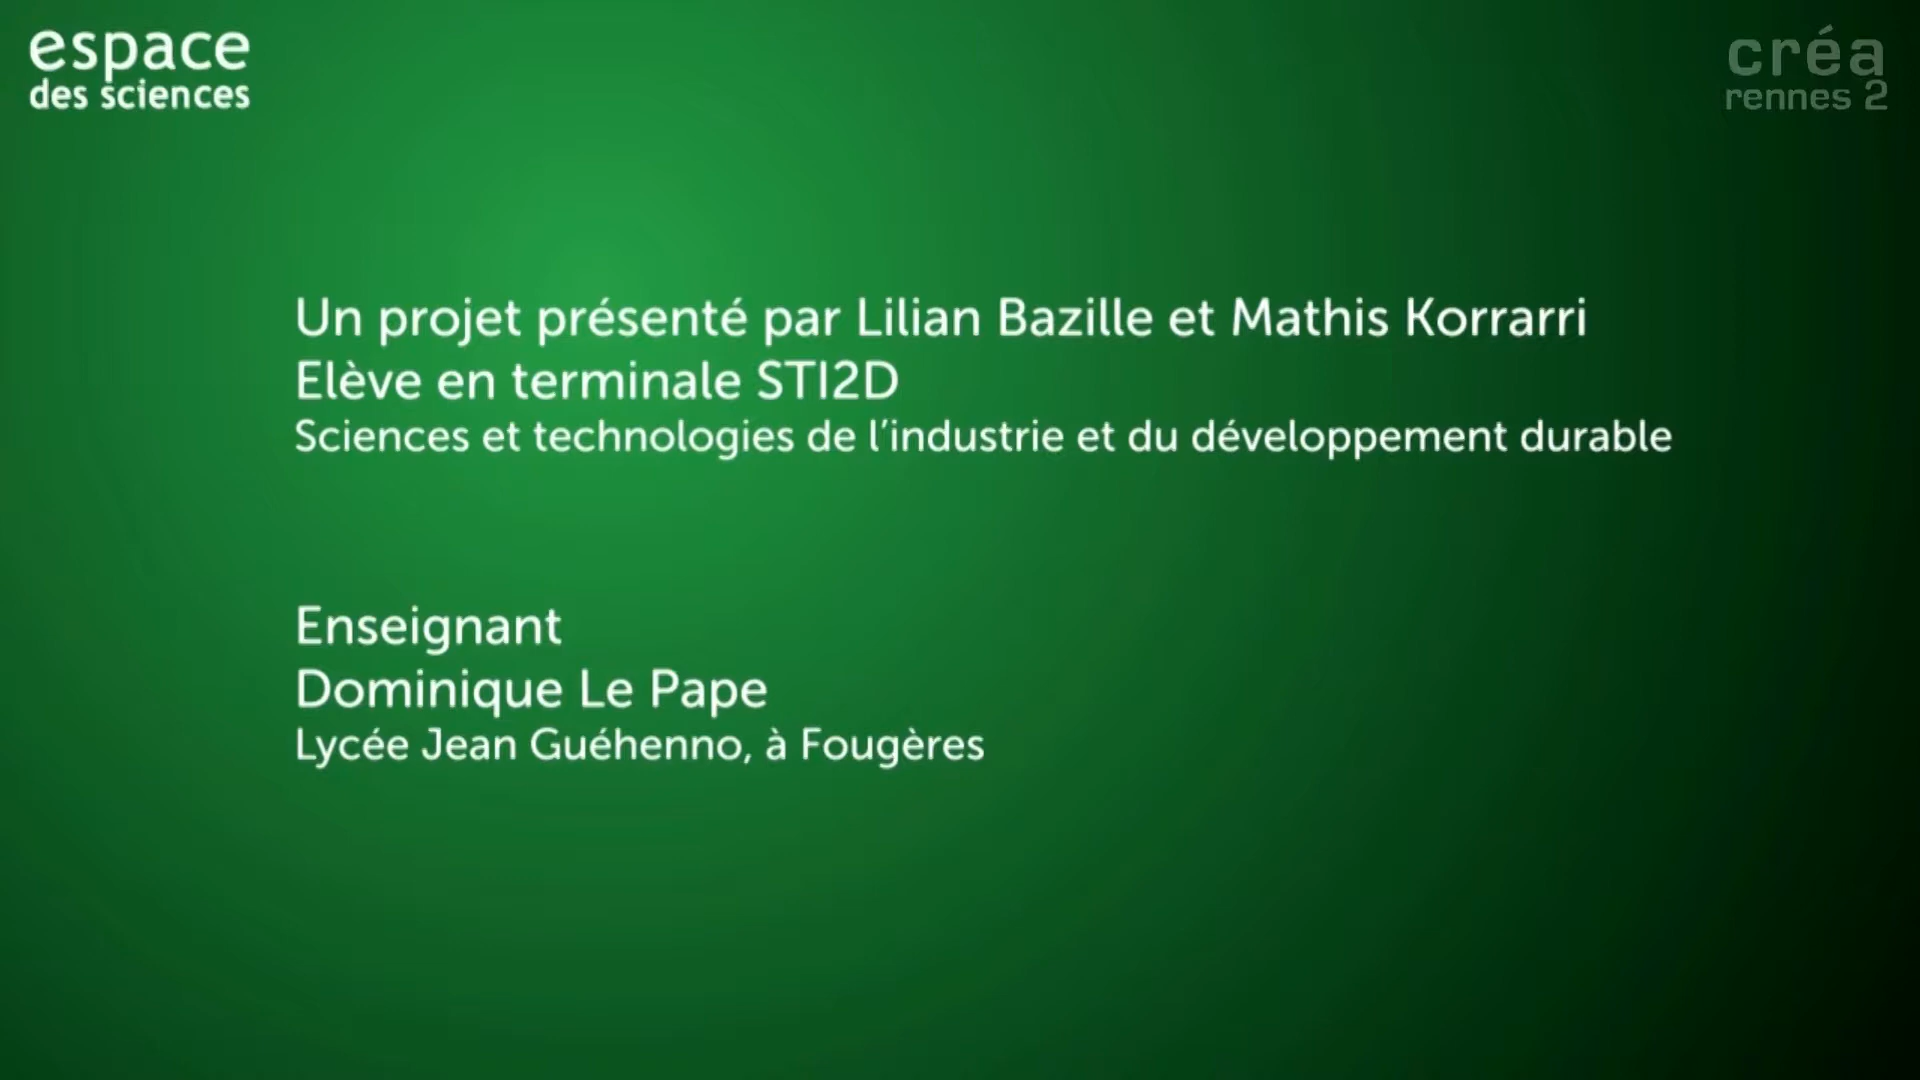 espace
des sciences
créa
rennes 2
Un projet présenté par Lilian Bazille et Mathis Korrarri
Elève en terminale STI2D
Sciences et technologies de l'industrie et du développement durable
Enseignant
Dominique Le Pape
Lycée Jean Guéhenno, à Fougères